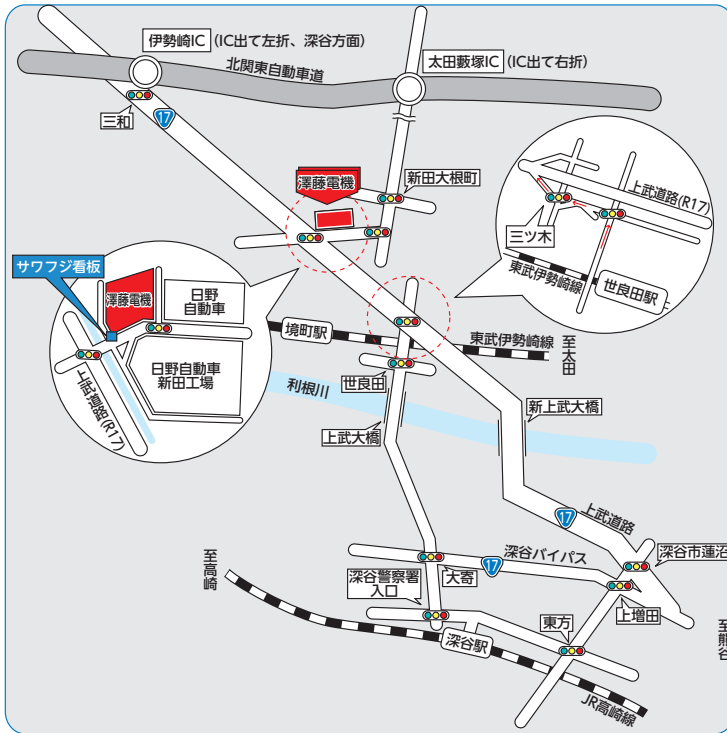 伊勢崎IC (IC出て左折、深谷方面)
北関東自動車道
太田藪塚IC (IC出て右折)
三和
17
澤藤電機
新田大根町
上武道路(R17)
三ツ木
東武伊勢崎線
世良田駅
サワフジ看板
澤藤電機
日野
自動車
日野自動車
新田工場
上武道路(R17)
境町駅
東武伊勢崎線
至太田
世良田
利根川
上武大橋
新上武大橋
17
上武道路
至高崎
深谷バイパス
17
深谷市蓮沼
深谷警察署
入口
大寄
上増田
至熊谷
東方
深谷駅
JR高崎線